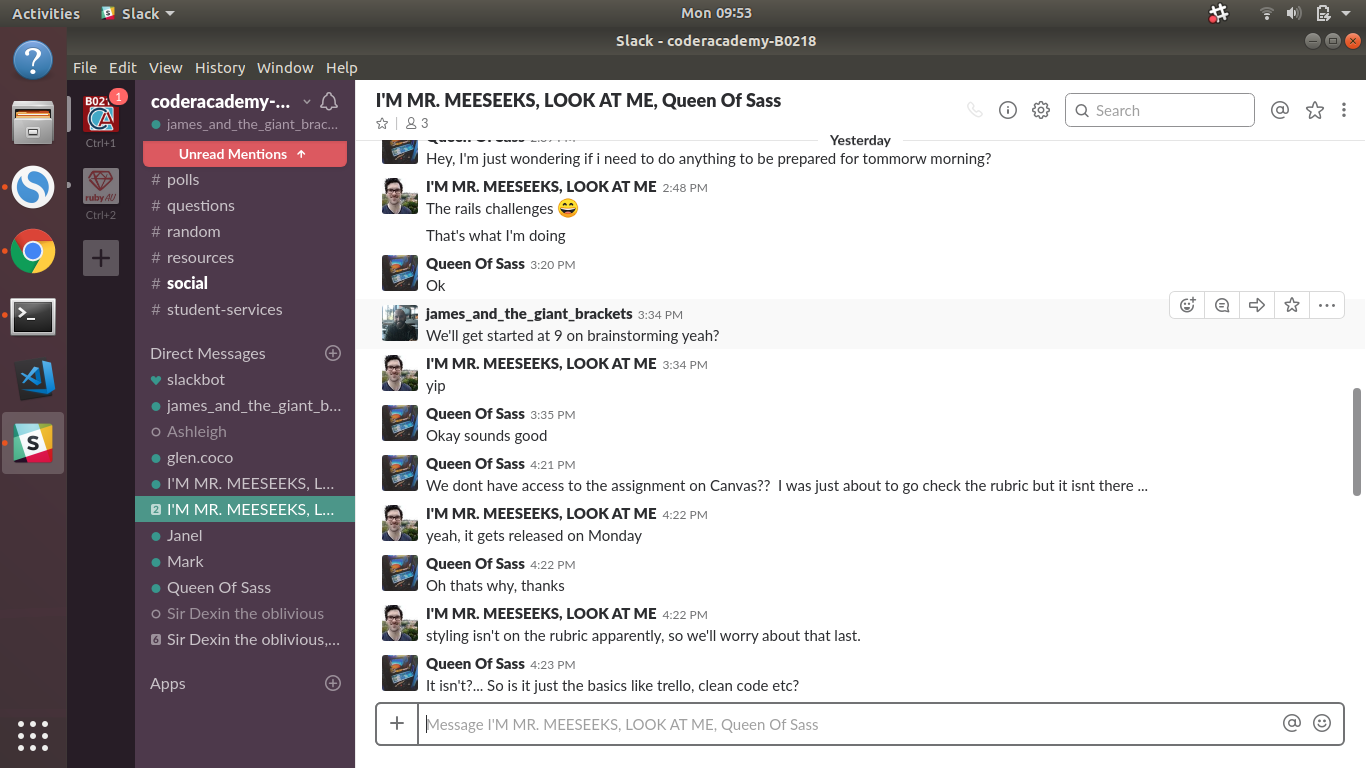 Activities
Slack
Mon 09:53
Slack - coderacademy-B0218
File Edit View History Window Help
B02
1
CA
Ctrl+1
ruby AU
Ctrl+2
coderacademy-...
james_and_the_giant_brac...
Unread Mentions ↑
# polls
# questions
# random
# resources
# social
# student-services
Direct Messages
slackbot
james_and_the_giant_b...
Ashleigh
glen.coco
I'M MR. MEESEEKS, L...
2 I'M MR. MEESEEKS, L...
Janel
Mark
Queen Of Sass
Sir Dexin the oblivious
6 Sir Dexin the oblivious,...
Apps
I'M MR. MEESEEKS, LOOK AT ME, Queen Of Sass
3
Search
Yesterday
Queen Of Sass 2:39 PM
Hey, I'm just wondering if i need to do anything to be prepared for tommorw morning?
I'M MR. MEESEEKS, LOOK AT ME 2:48 PM
The rails challenges 😄
That's what I'm doing
Queen Of Sass 3:20 PM
Ok
james_and_the_giant_brackets 3:34 PM
We'll get started at 9 on brainstorming yeah?
I'M MR. MEESEEKS, LOOK AT ME 3:34 PM
yip
Queen Of Sass 3:35 PM
Okay sounds good
Queen Of Sass 4:21 PM
We dont have access to the assignment on Canvas?? I was just about to go check the rubric but it isnt there ...
I'M MR. MEESEEKS, LOOK AT ME 4:22 PM
yeah, it gets released on Monday
Queen Of Sass 4:22 PM
Oh thats why, thanks
I'M MR. MEESEEKS, LOOK AT ME 4:22 PM
styling isn't on the rubric apparently, so we'll worry about that last.
Queen Of Sass 4:23 PM
It isn't?... So is it just the basics like trello, clean code etc?
Message I'M MR. MEESEEKS, LOOK AT ME, Queen Of Sass